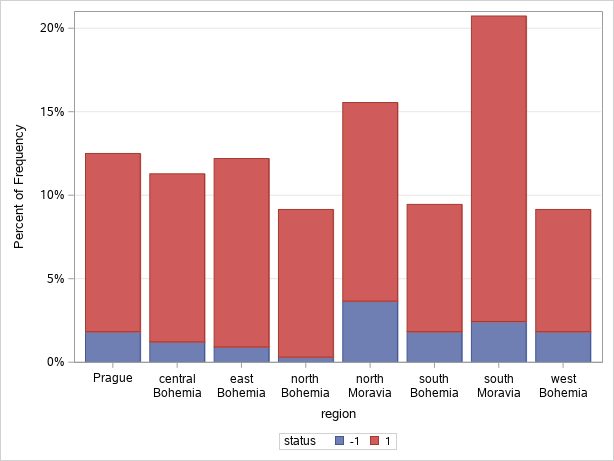 20%
15%
10%
5%
0%
Percent of Frequency
Prague
central
Bohemia
east
Bohemia
north
Bohemia
north
Moravia
south
Bohemia
south
Moravia
west
Bohemia
region
status -1 1